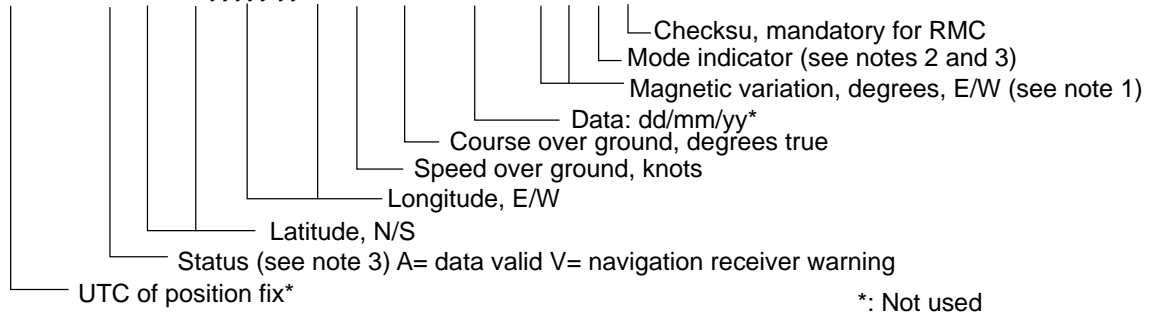 Checksu, mandatory for RMC
Mode indicator (see notes 2 and 3)
Magnetic variation, degrees, E/W (see note 1)
Data: dd/mm/yy*
Course over ground, degrees true
Speed over ground, knots
Longitude, E/W
Latitude, N/S
Status (see note 3) A= data valid V= navigation receiver warning
UTC of position fix*
*: Not used